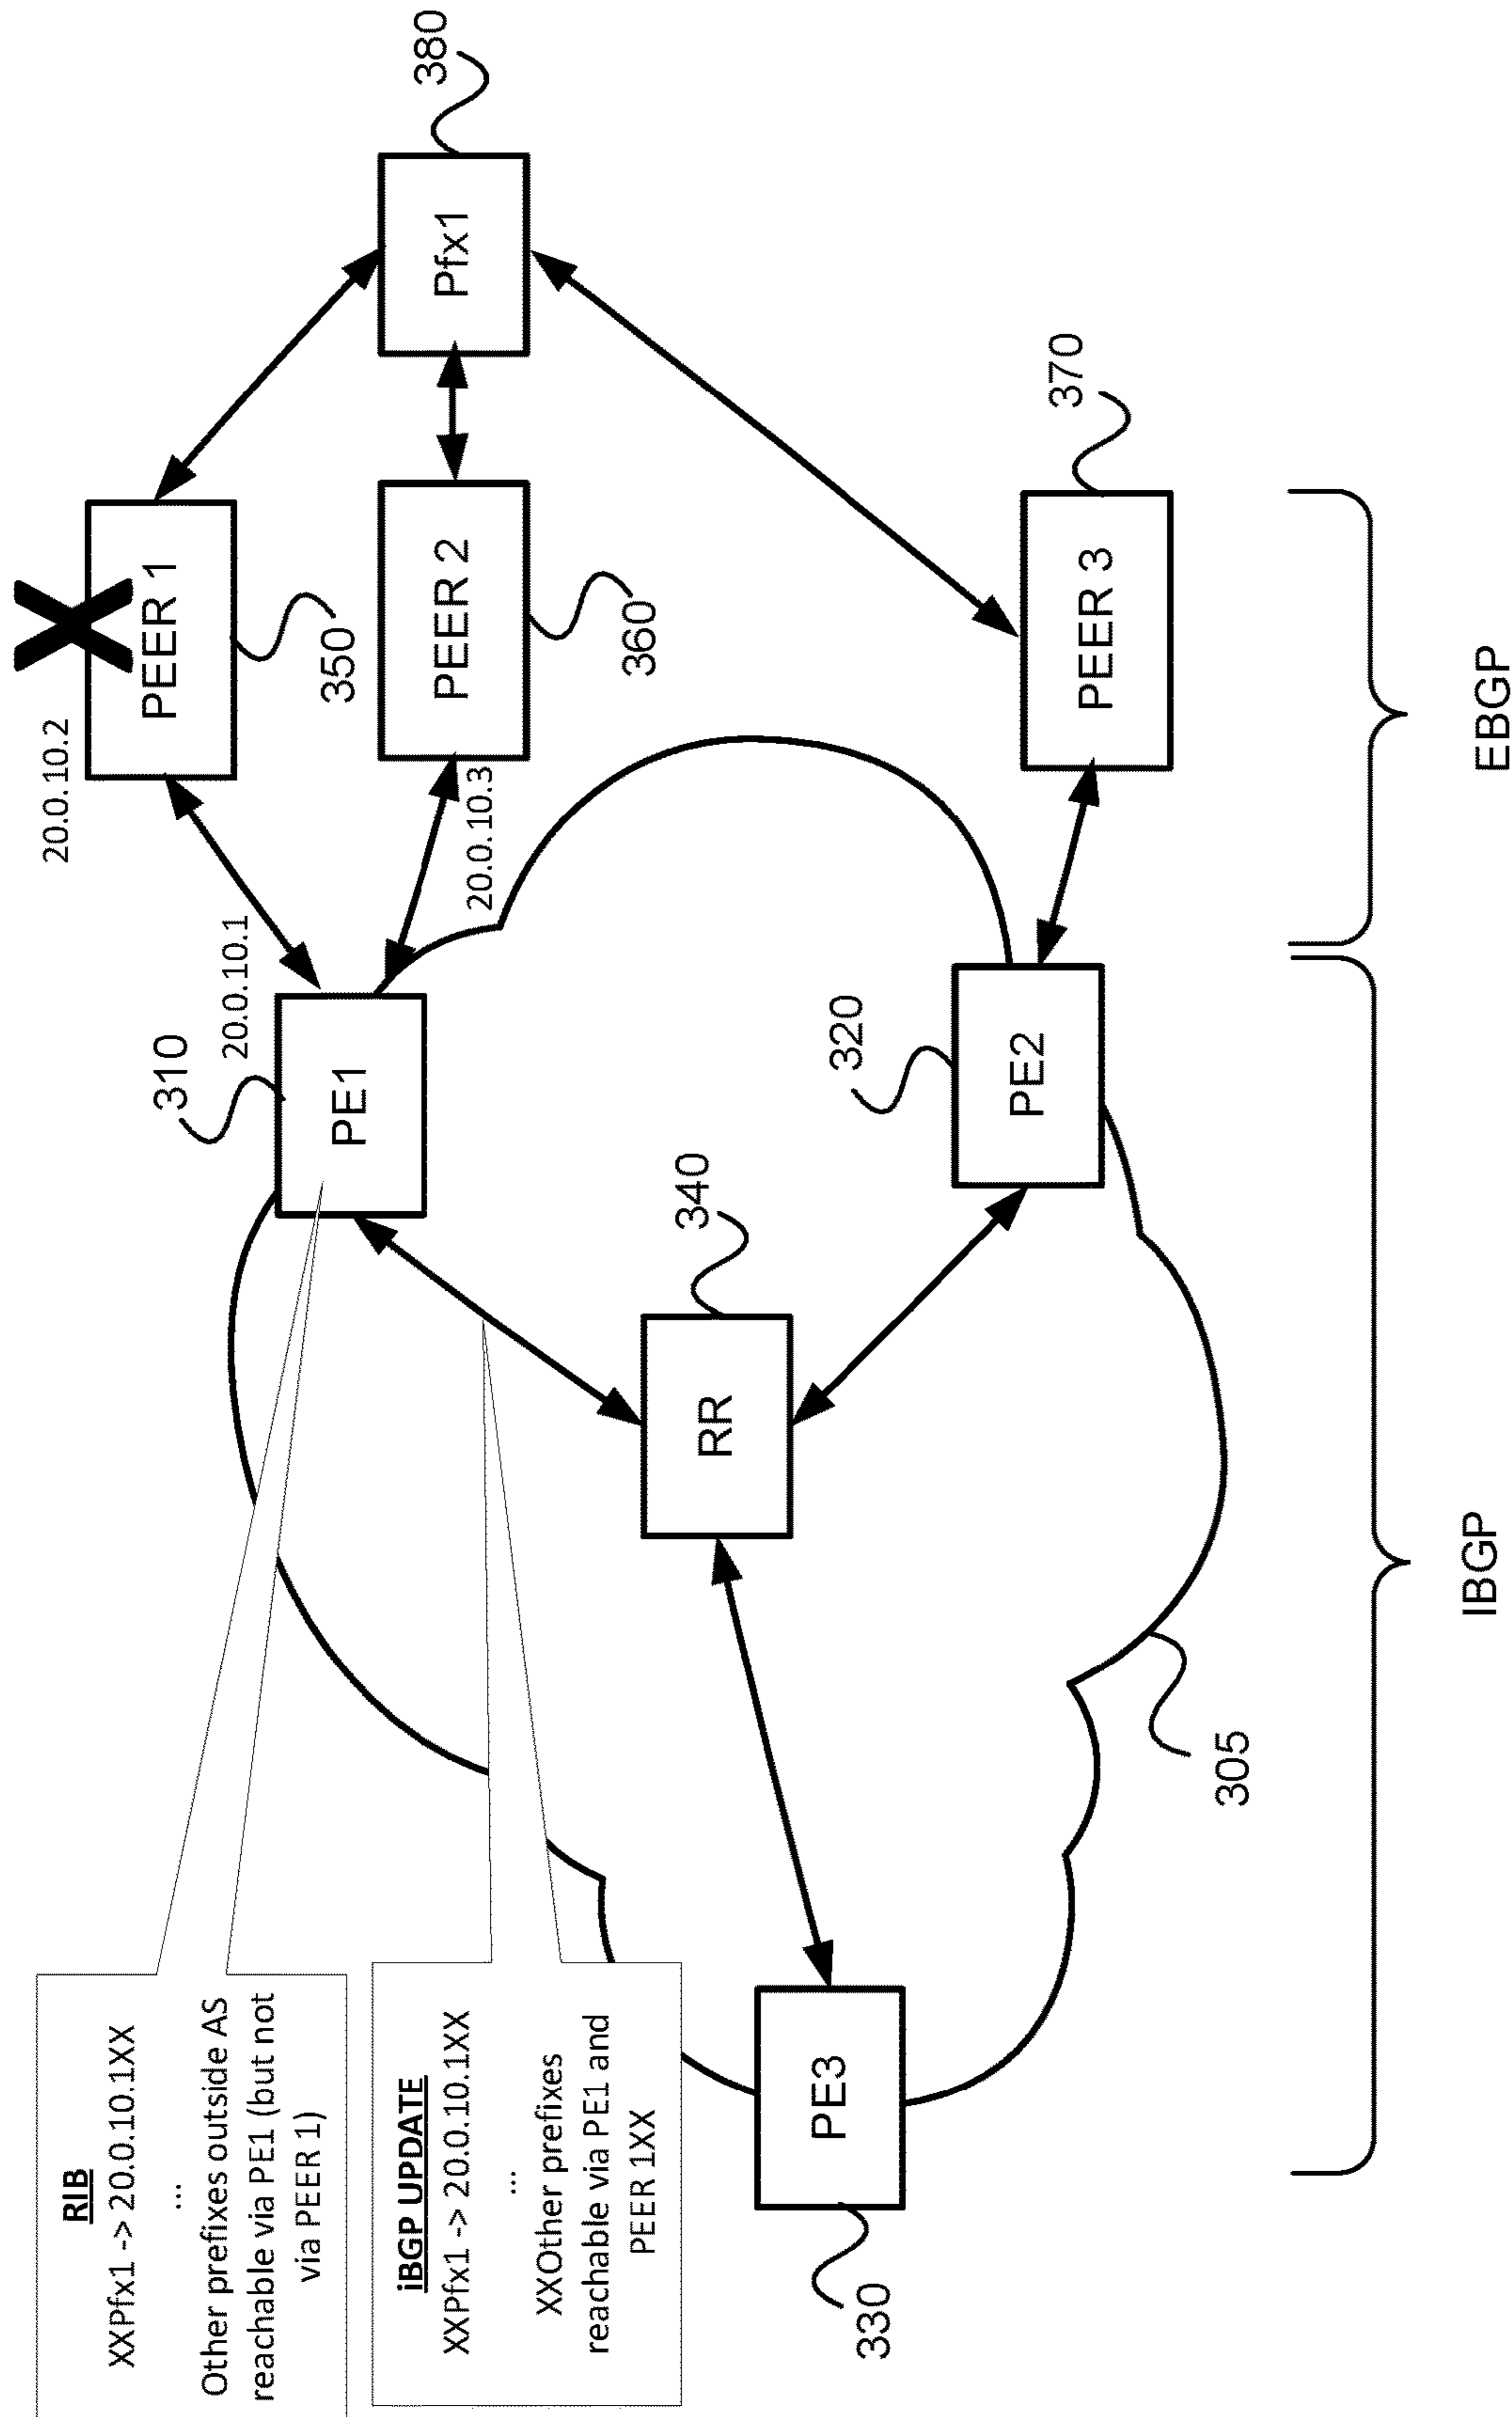 RIB
XXPfx1 -> 20.0.10.1XX
...
Other prefixes outside AS
reachable via PE1 (but not
via PEER 1)
iBGP UPDATE
XXPfx1 -> 20.0.10.1XX
...
XXOther prefixes
reachable via PE1 and
PEER 1XX
310
20.0.10.1
PE1
20.0.10.2
X
PEER 1
350
380
Pfx1
PEER 2
20.0.10.3
360
340
RR
320
PE2
370
PEER 3
PE3
330
305
IBGP
EBGP